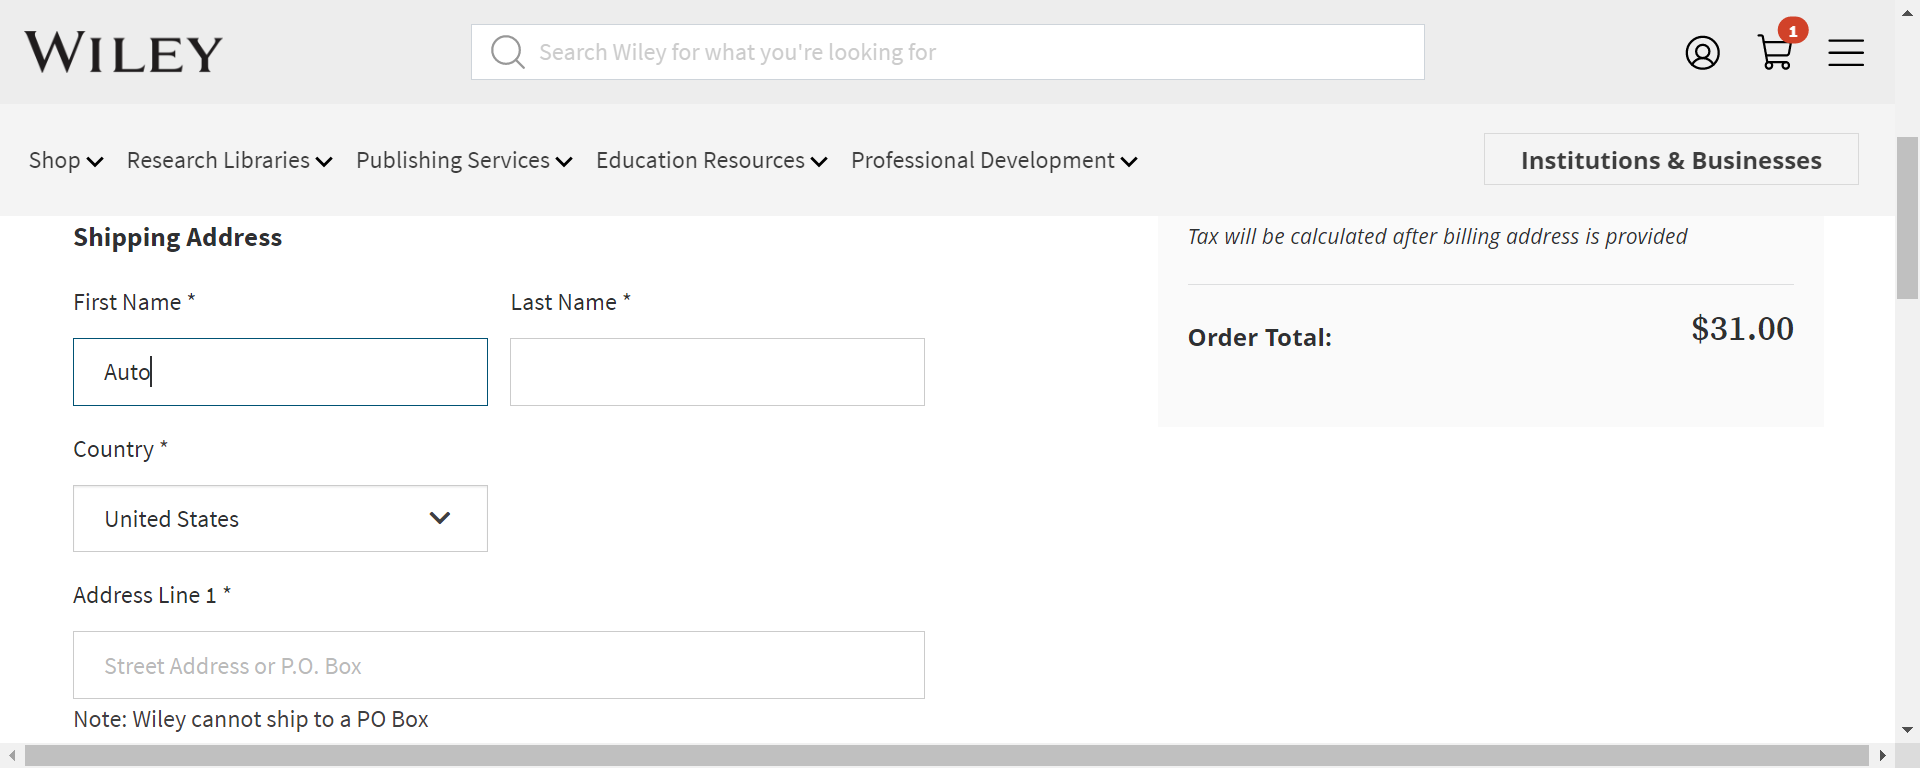 WILEY
Search Wiley for what you're looking for
1
Shop
Research Libraries
Publishing Services
Education Resources
Professional Development
Institutions & Businesses
Shipping Address
First Name *
Last Name *
Auto
Country *
United States
Address Line 1 *
Street Address or P.O. Box
Note: Wiley cannot ship to a PO Box
Tax will be calculated after billing address is provided
Order Total:
$31.00